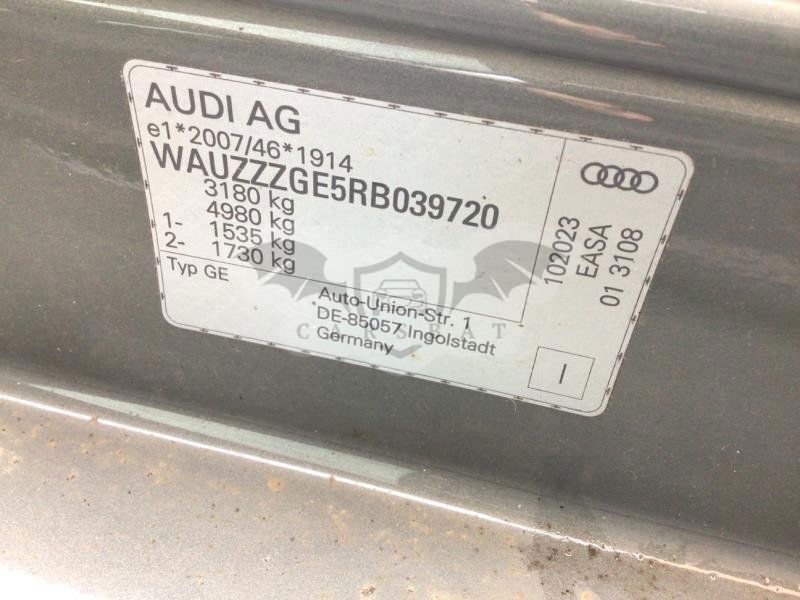 AUDI AG
e1*2007/46*1914
WAUZZZGE5RB039720
3180 kg
4980 kg
1- 1535 kg
2- 1730 kg
Typ GE
Auto-Union-Str. 1
DE-85057 Ingolstadt
Germany
102023
EASA
01 3108
I
CARSBAT